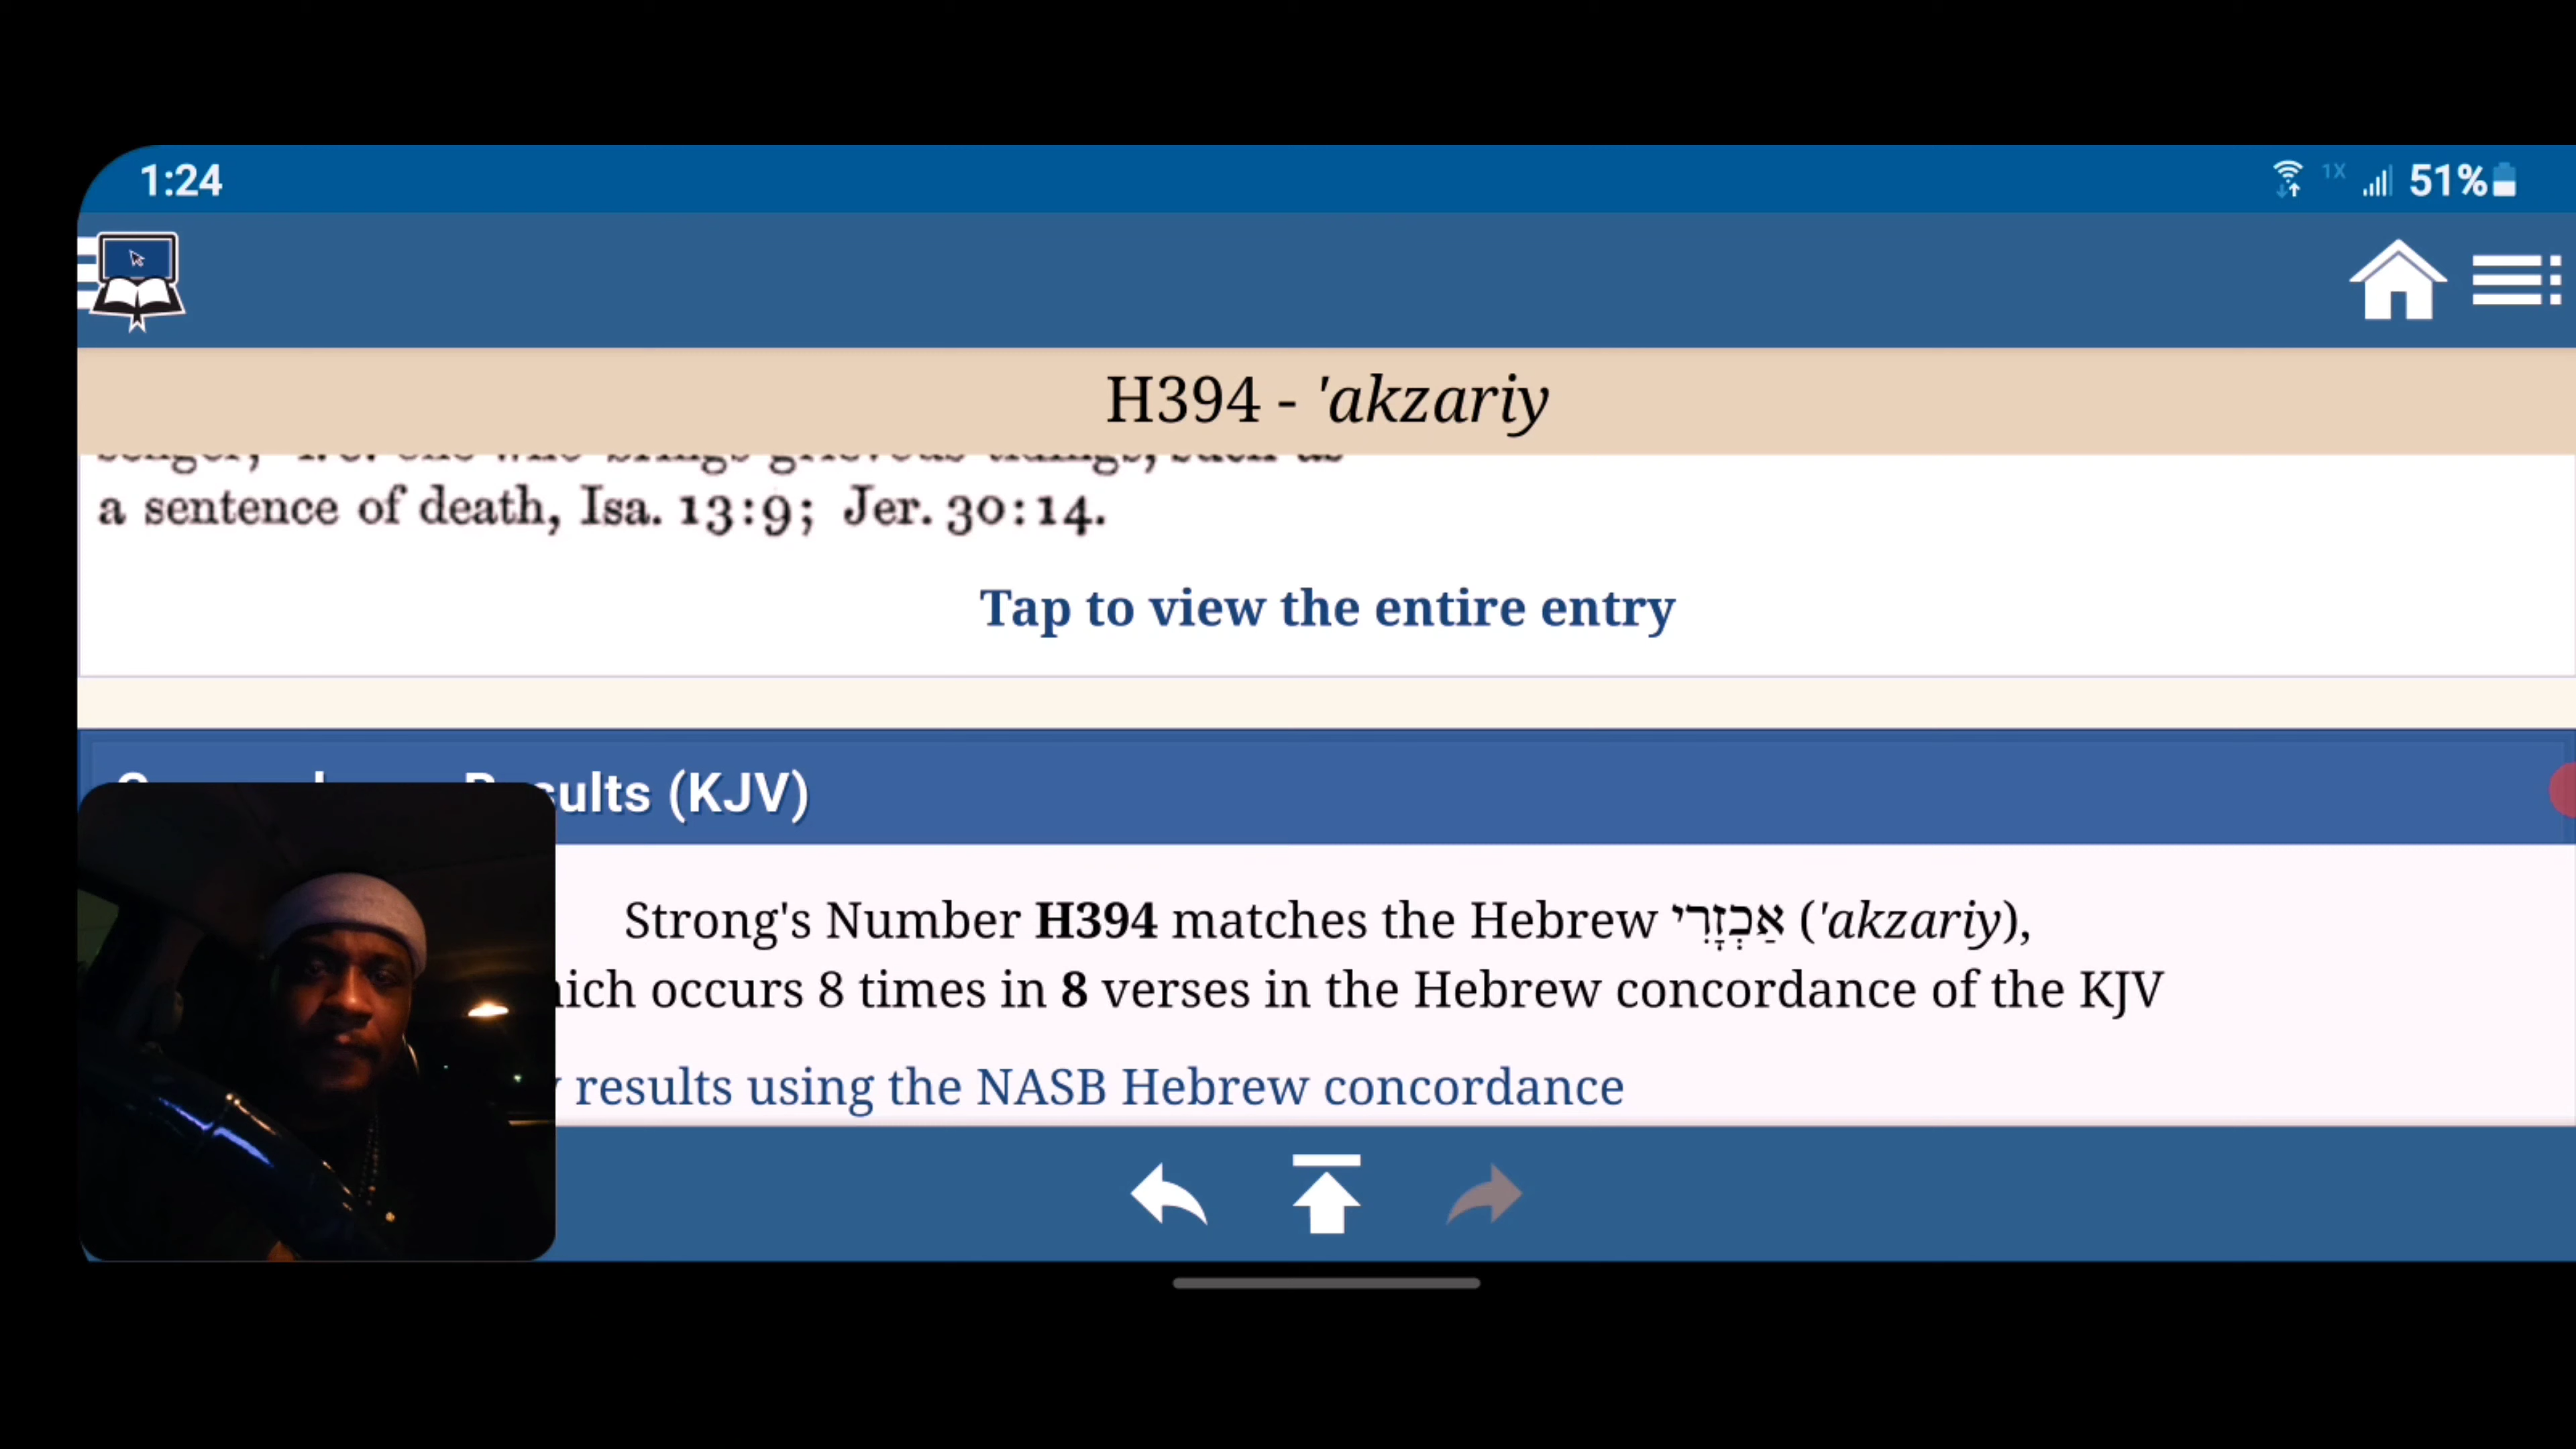 1:24
1X
51%
H394 - 'akzariy
a sentence of death, Isa. 13:9; Jer. 30:14.
Tap to view the entire entry
(KJV)
Strong's Number H394 matches the Hebrew אַכְזָרִי ('akzariy),
occurs 8 times in 8 verses in the Hebrew concordance of the KJV
results using the NASB Hebrew concordance